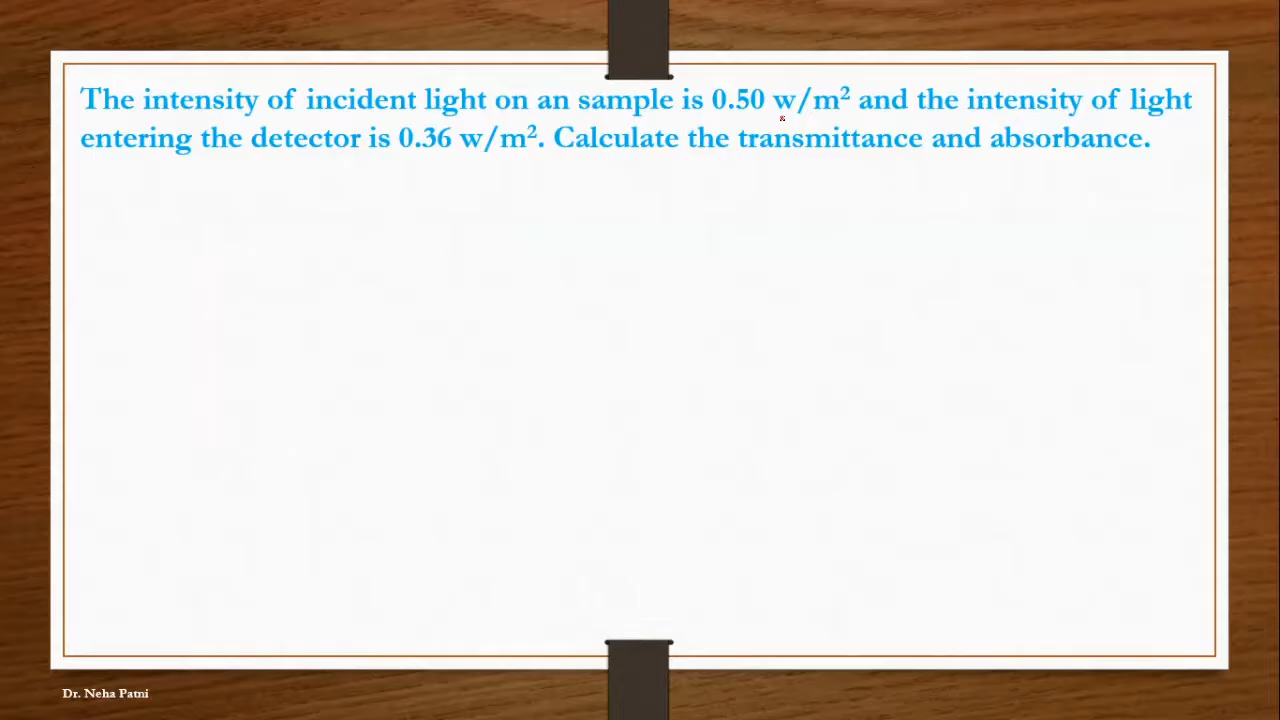 The intensity of incident light on an sample is 0.50 w/m² and the intensity of light
entering the detector is 0.36 w/m². Calculate the transmittance and absorbance.
Dr. Neha Patni